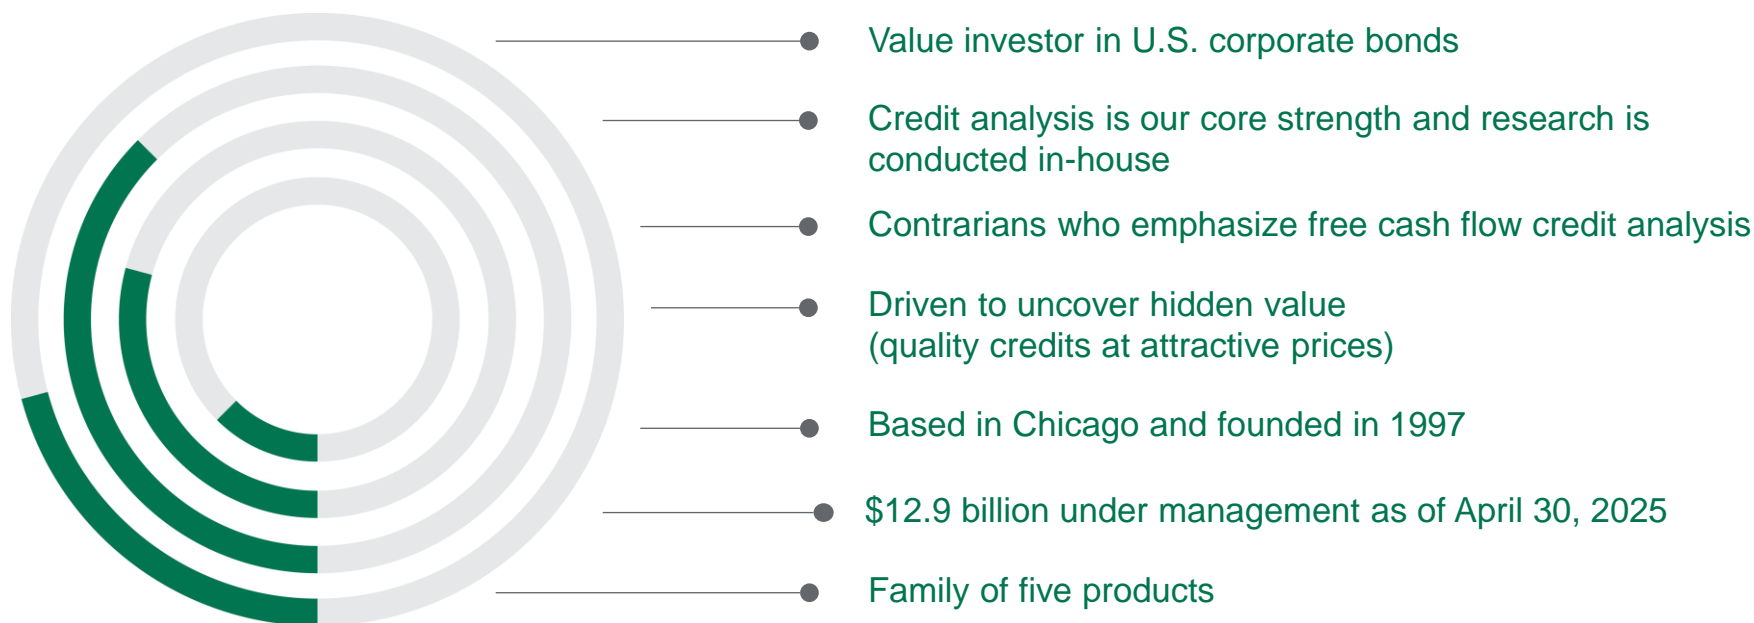 Value investor in U.S. corporate bonds
Credit analysis is our core strength and research is
conducted in-house
Contrarians who emphasize free cash flow credit analysis
Driven to uncover hidden value
(quality credits at attractive prices)
Based in Chicago and founded in 1997
$12.9 billion under management as of April 30, 2025
Family of five products